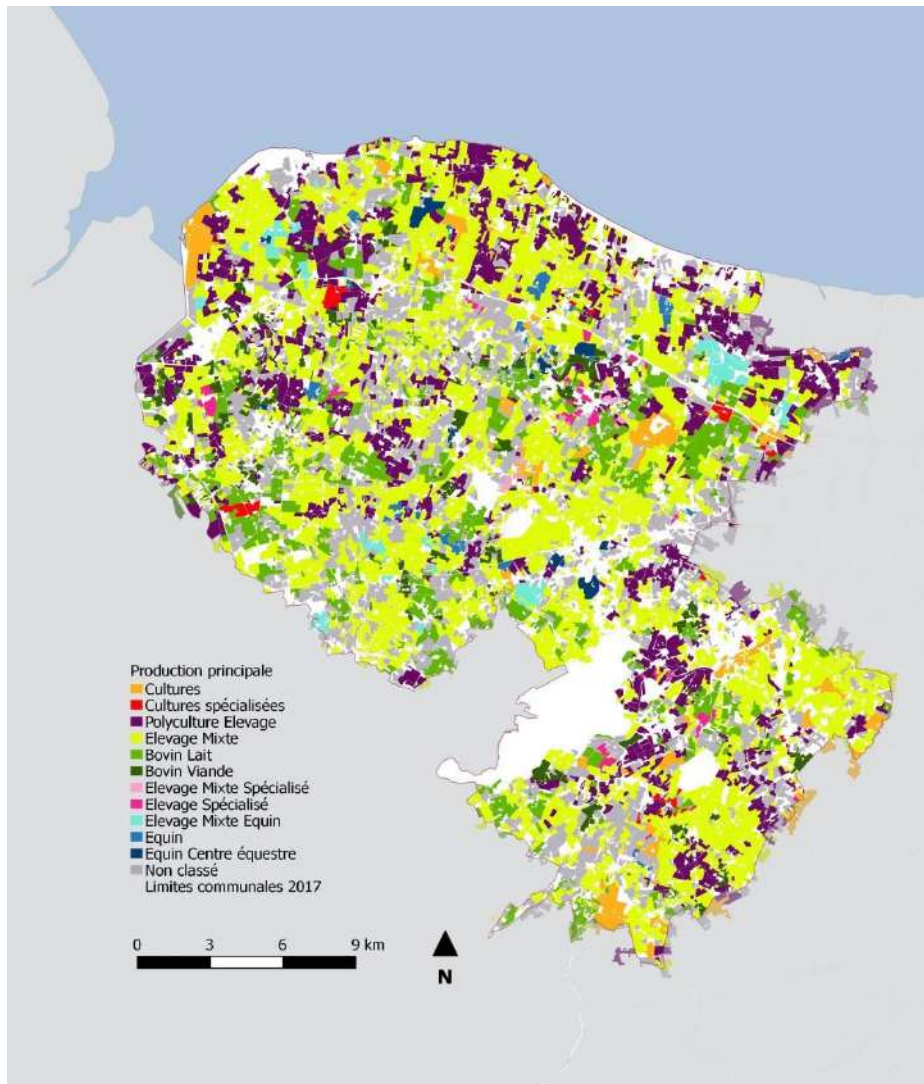 Production principale
Cultures
Cultures spécialisées
Polyculture Elevage
Elevage Mixte
Bovin Lait
Bovin Viande
Elevage Mixte Spécialisé
Elevage Spécialisé
Elevage Mixte Equin
Equin
Equin Centre équestre
Non classé
Limites communales 2017
0 3 6 9 km
N